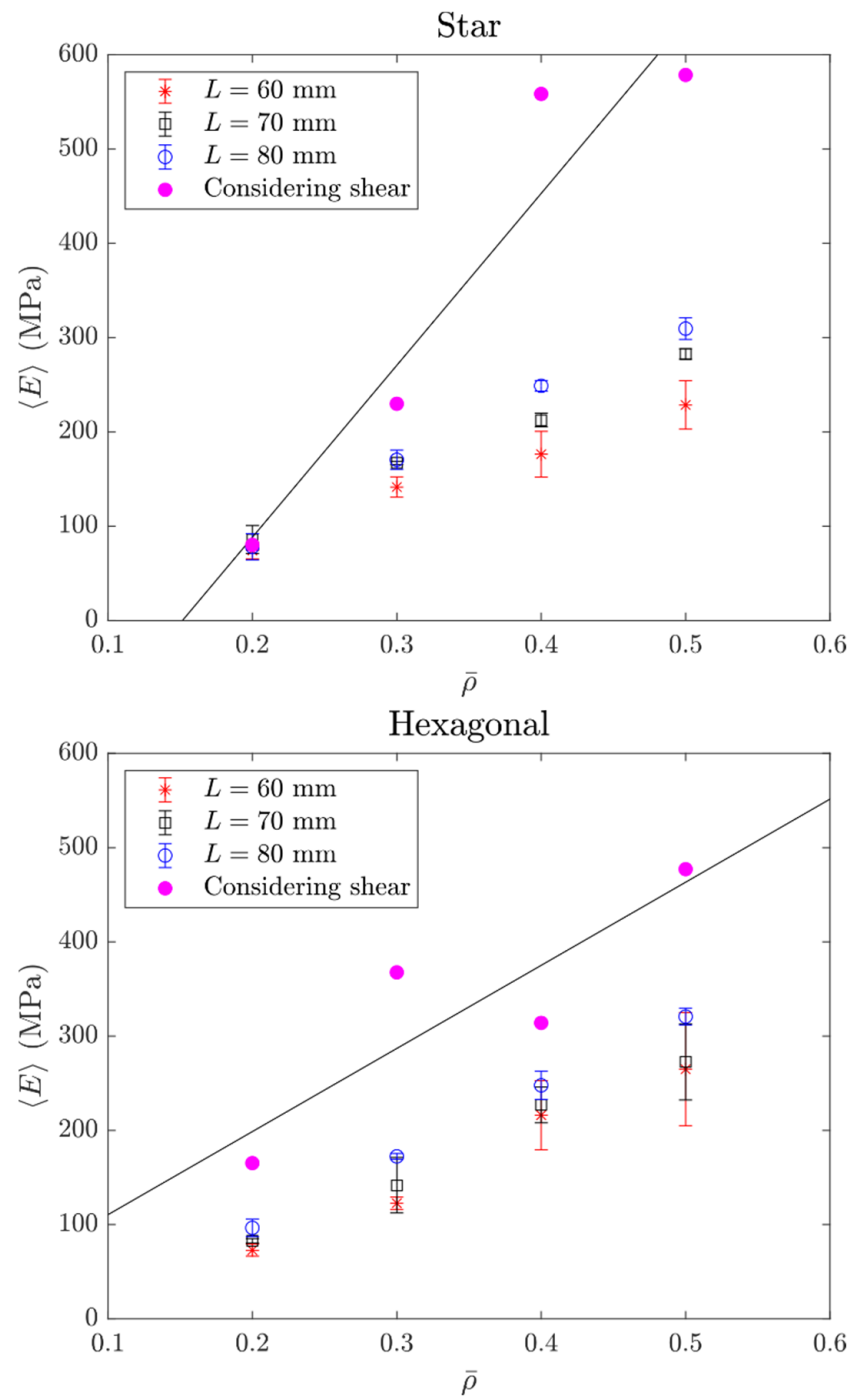 Star
600
500
400
300
200
100
0
⟨E⟩ (MPa)
L = 60 mm
L = 70 mm
L = 80 mm
Considering shear
0.1 0.2 0.3 0.4 0.5 0.6
ρ̄
Hexagonal
600
500
400
300
200
100
0
⟨E⟩ (MPa)
L = 60 mm
L = 70 mm
L = 80 mm
Considering shear
0.1 0.2 0.3 0.4 0.5 0.6
ρ̄